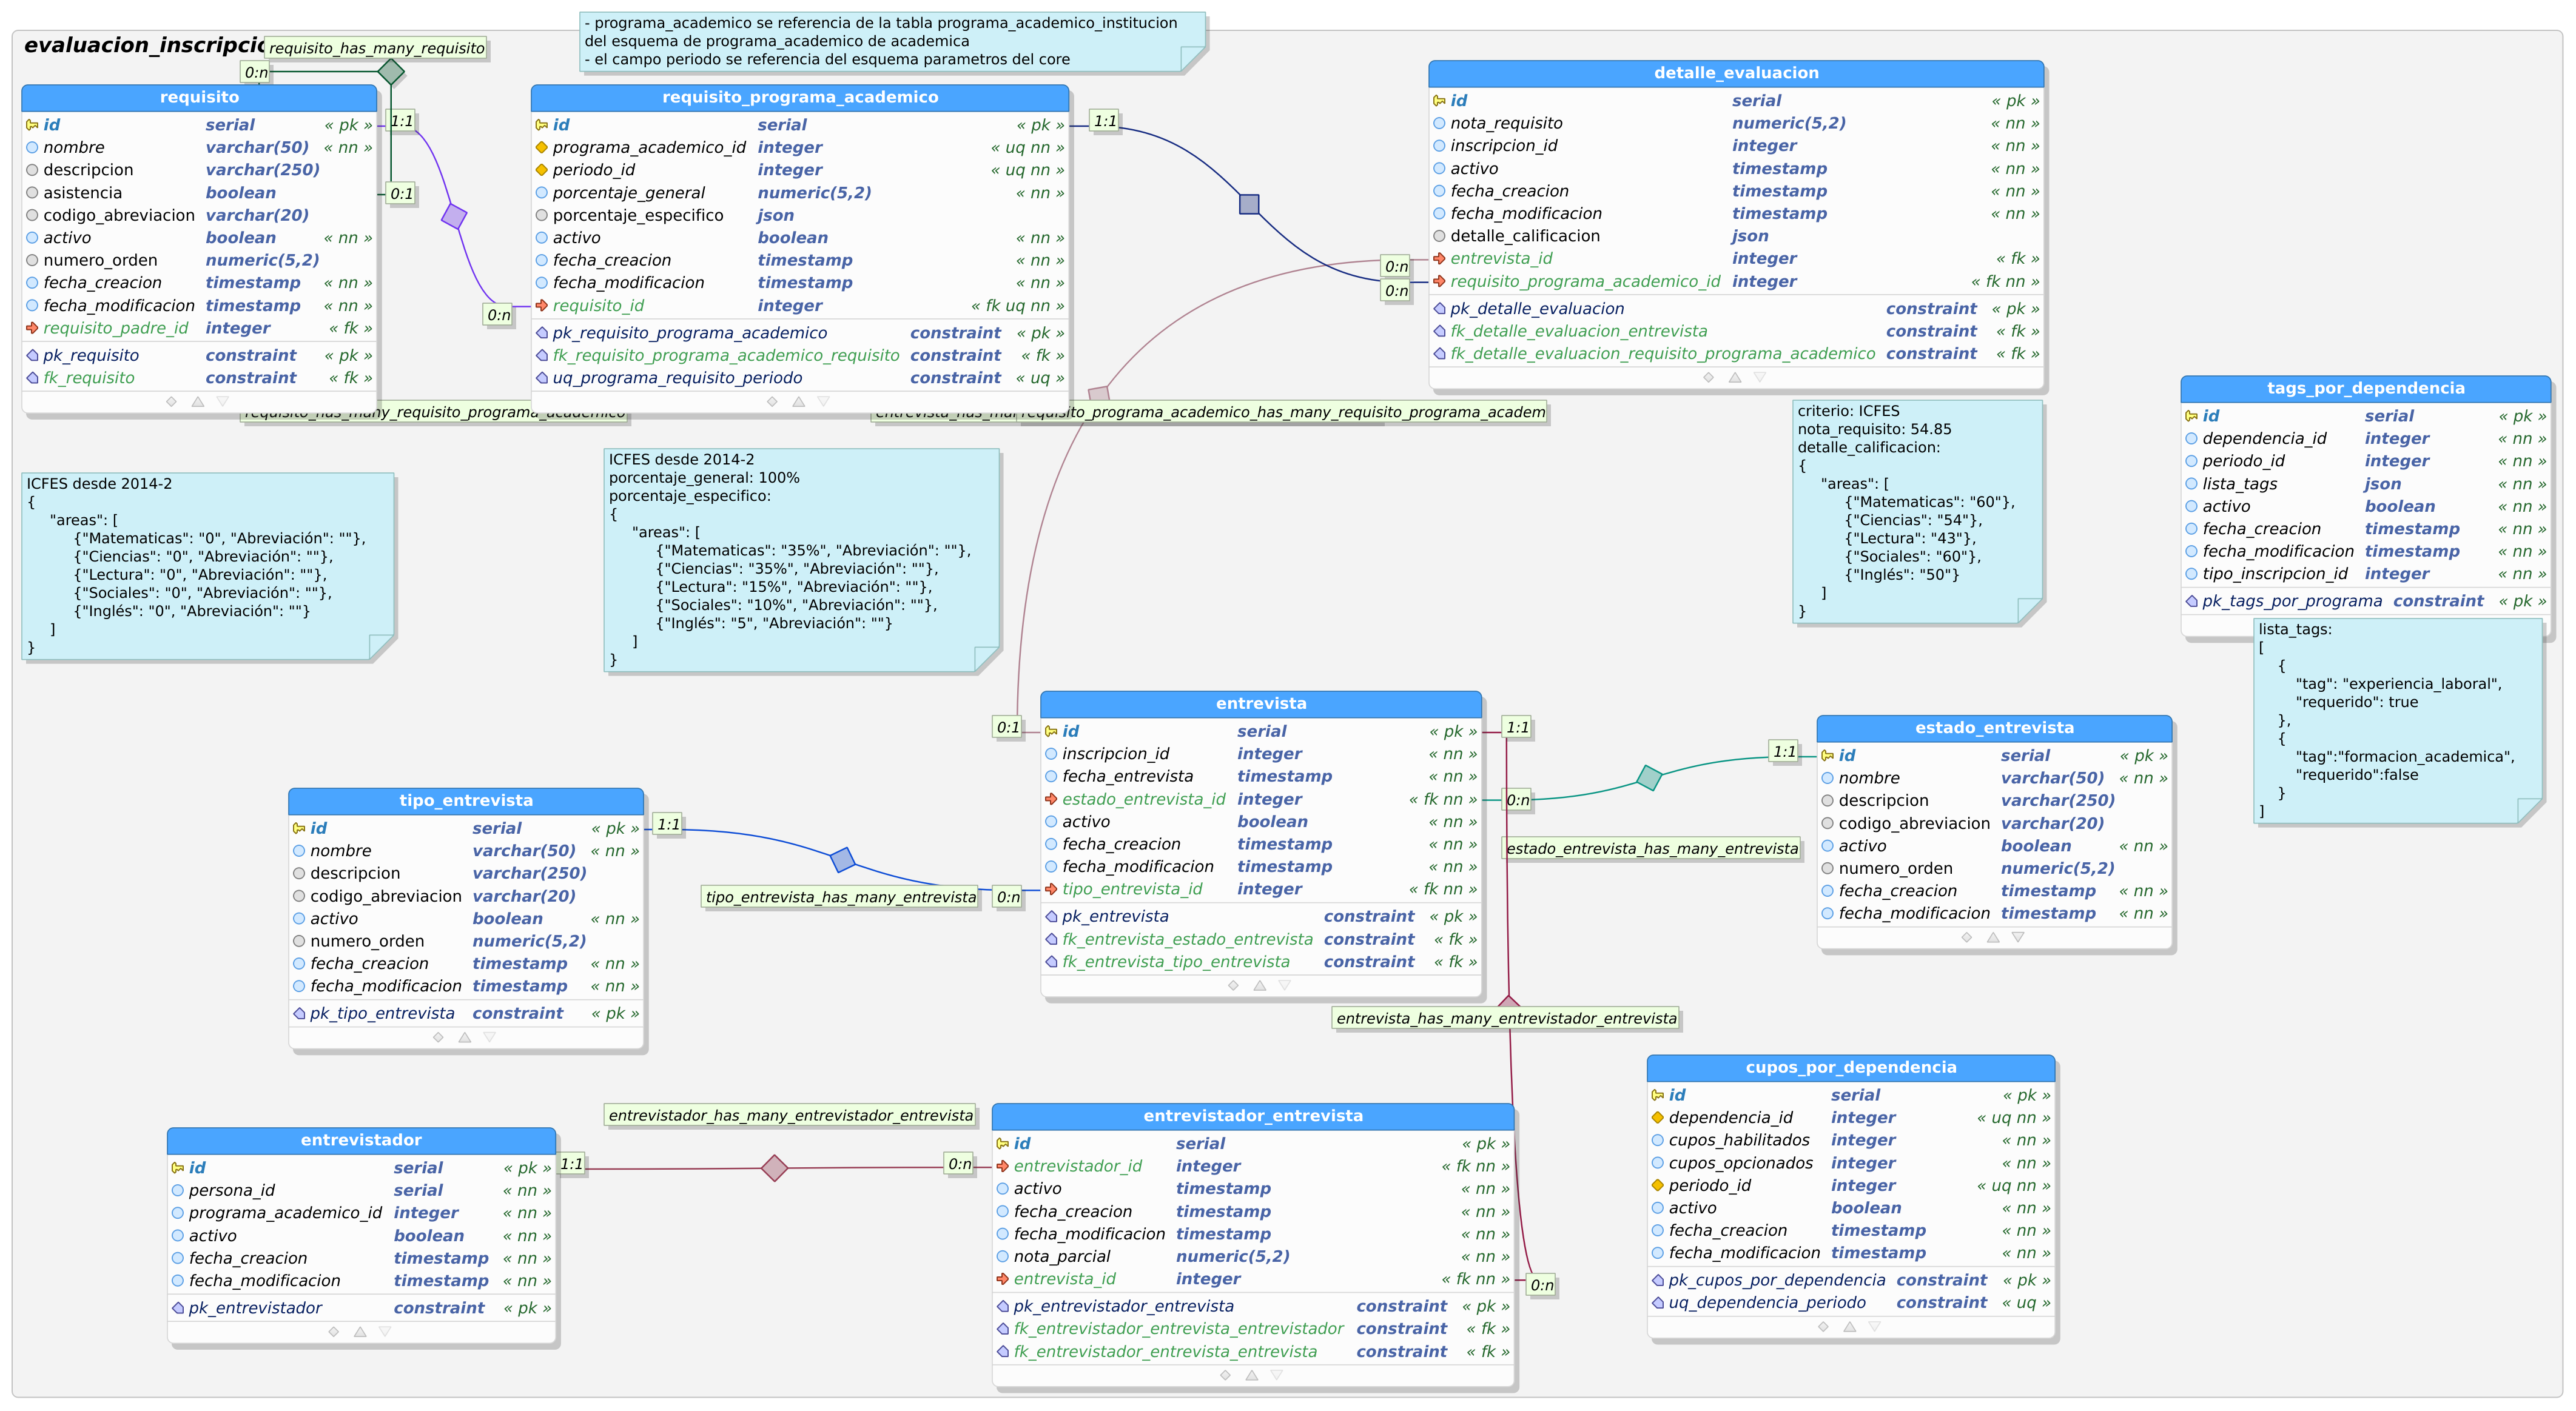 - programa_academico se referencia de la tabla programa_academico_institucion
del esquema de programa_academico de academica
- el campo periodo se referencia del esquema parametros del core
requisito_has_many_requisito
0:n
requisito
id serial « pk »
nombre varchar(50) « nn »
descripcion varchar(250)
asistencia boolean
codigo_abreviacion varchar(20)
activo boolean « nn »
numero_orden numeric(5,2)
fecha_creacion timestamp « nn »
fecha_modificacion timestamp « nn »
requisito_padre_id integer « fk »
pk_requisito constraint « pk »
fk_requisito constraint « fk »
1:1
0:1
0:n
requisito_has_many_requisito_programa_academico
requisito_programa_academico
id serial « pk »
programa_academico_id integer « uq nn »
periodo_id integer « uq nn »
porcentaje_general numeric(5,2) « nn »
porcentaje_especifico json
activo boolean « nn »
fecha_creacion timestamp « nn »
fecha_modificacion timestamp « nn »
requisito_id integer « fk uq nn »
pk_requisito_programa_academico constraint « pk »
fk_requisito_programa_academico_requisito constraint « fk »
uq_programa_requisito_periodo constraint « uq »
1:1
0:n
0:n
detalle_evaluacion
id serial « pk »
nota_requisito numeric(5,2) « nn »
inscripcion_id integer « nn »
activo timestamp « nn »
fecha_creacion timestamp « nn »
fecha_modificacion timestamp « nn »
detalle_calificacion json
entrevista_id integer « fk »
requisito_programa_academico_id integer « fk nn »
pk_detalle_evaluacion constraint « pk »
fk_detalle_evaluacion_entrevista constraint « fk »
fk_detalle_evaluacion_requisito_programa_academico constraint « fk »
tags_por_dependencia
id serial « pk »
dependencia_id integer « nn »
periodo_id integer « nn »
lista_tags json « nn »
activo boolean « nn »
fecha_creacion timestamp « nn »
fecha_modificacion timestamp « nn »
tipo_inscripcion_id integer « nn »
pk_tags_por_programa constraint « pk »
ICFES desde 2014-2
{
"areas": [
{"Matematicas": "0", "Abreviación": ""},
{"Ciencias": "0", "Abreviación": ""},
{"Lectura": "0", "Abreviación": ""},
{"Sociales": "0", "Abreviación": ""},
{"Inglés": "0", "Abreviación": ""}
]
}
ICFES desde 2014-2
porcentaje_general: 100%
porcentaje_especifico:
{
"areas": [
{"Matematicas": "35%", "Abreviación": ""},
{"Ciencias": "35%", "Abreviación": ""},
{"Lectura": "15%", "Abreviación": ""},
{"Sociales": "10%", "Abreviación": ""},
{"Inglés": "5", "Abreviación": ""}
]
}
criterio: ICFES
nota_requisito: 54.85
detalle_calificacion:
{
"areas": [
{"Matematicas": "60"},
{"Ciencias": "54"},
{"Lectura": "43"},
{"Sociales": "60"},
{"Inglés": "50"}
]
}
lista_tags:
[
{
"tag": "experiencia_laboral",
"requerido": true
},
{
"tag":"formacion_academica",
"requerido":false
}
]
0:1
entrevista
id serial « pk »
inscripcion_id integer « nn »
fecha_entrevista timestamp « nn »
estado_entrevista_id integer « fk nn »
activo boolean « nn »
fecha_creacion timestamp « nn »
fecha_modificacion timestamp « nn »
tipo_entrevista_id integer « fk nn »
pk_entrevista constraint « pk »
fk_entrevista_estado_entrevista constraint « fk »
fk_entrevista_tipo_entrevista constraint « fk »
1:1
0:n
1:1
estado_entrevista_has_many_entrevista
estado_entrevista
id serial « pk »
nombre varchar(50) « nn »
descripcion varchar(250)
codigo_abreviacion varchar(20)
activo boolean « nn »
numero_orden numeric(5,2)
fecha_creacion timestamp « nn »
fecha_modificacion timestamp « nn »
tipo_entrevista
id serial « pk »
nombre varchar(50) « nn »
descripcion varchar(250)
codigo_abreviacion varchar(20)
activo boolean « nn »
numero_orden numeric(5,2)
fecha_creacion timestamp « nn »
fecha_modificacion timestamp « nn »
pk_tipo_entrevista constraint « pk »
1:1
tipo_entrevista_has_many_entrevista
0:n
entrevista_has_many_entrevistador_entrevista
entrevistador_has_many_entrevistador_entrevista
entrevistador
id serial « pk »
persona_id serial « nn »
programa_academico_id integer « nn »
activo boolean « nn »
fecha_creacion timestamp « nn »
fecha_modificacion timestamp « nn »
pk_entrevistador constraint « pk »
1:1
0:n
entrevistador_entrevista
id serial « pk »
entrevistador_id integer « fk nn »
activo timestamp « nn »
fecha_creacion timestamp « nn »
fecha_modificacion timestamp « nn »
nota_parcial numeric(5,2) « nn »
entrevista_id integer « fk nn »
pk_entrevistador_entrevista constraint « pk »
fk_entrevistador_entrevista_entrevistador constraint « fk »
fk_entrevistador_entrevista_entrevista constraint « fk »
0:n
cupos_por_dependencia
id serial « pk »
dependencia_id integer « uq nn »
cupos_habilitados integer « nn »
cupos_opcionados integer « nn »
periodo_id integer « uq nn »
activo boolean « nn »
fecha_creacion timestamp « nn »
fecha_modificacion timestamp « nn »
pk_cupos_por_dependencia constraint « pk »
uq_dependencia_periodo constraint « uq »